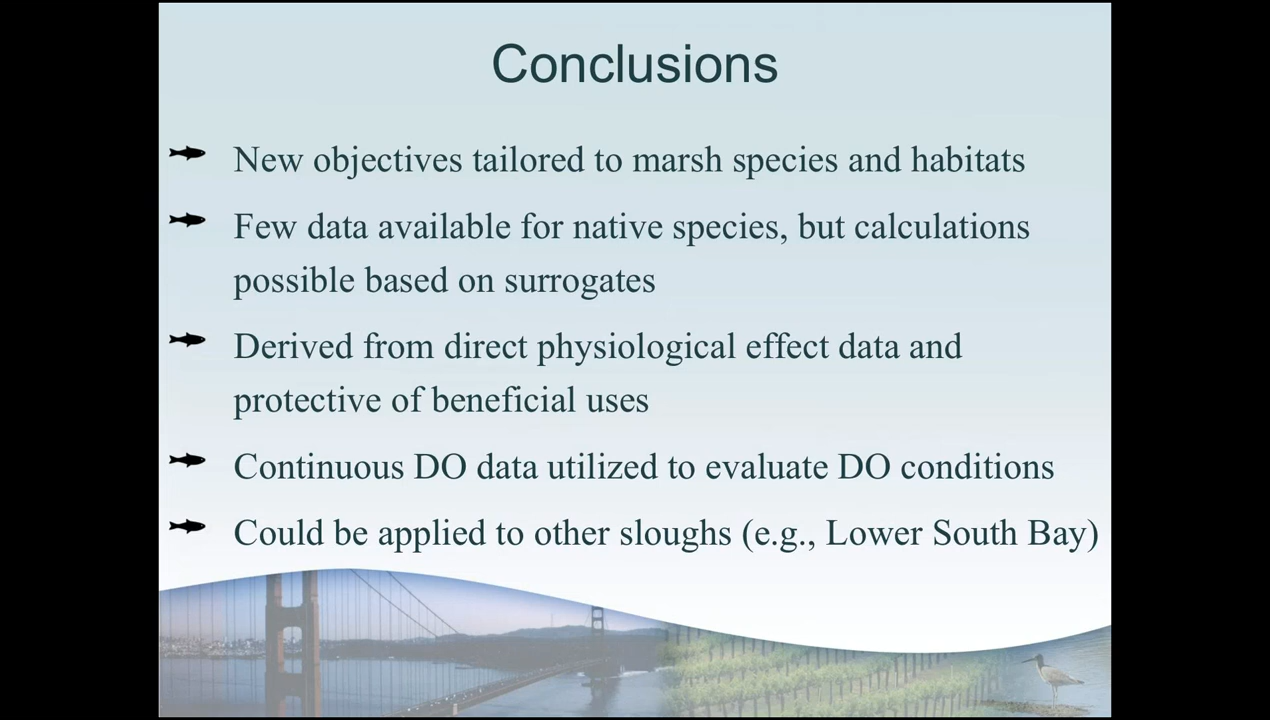 Conclusions
New objectives tailored to marsh species and habitats
Few data available for native species, but calculations
possible based on surrogates
Derived from direct physiological effect data and
protective of beneficial uses
Continuous DO data utilized to evaluate DO conditions
Could be applied to other sloughs (e.g., Lower South Bay)